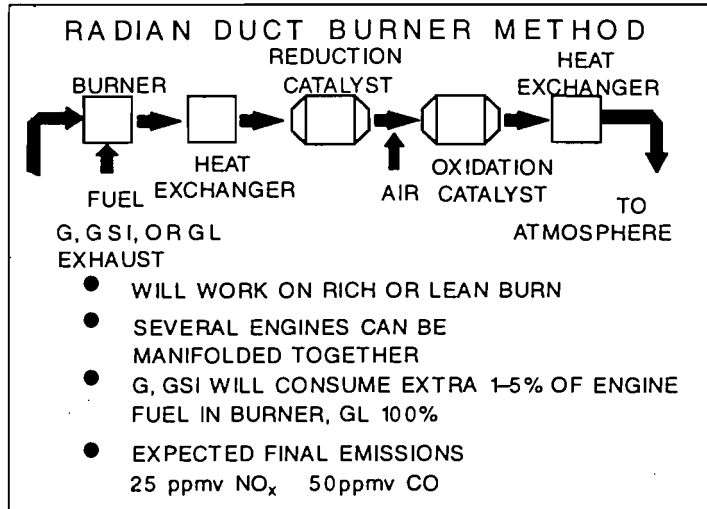 RADIAN DUCT BURNER METHOD
BURNER
REDUCTION
CATALYST
HEAT
EXCHANGER
HEAT
EXCHANGER
FUEL
AIR
OXIDATION
CATALYST
TO
ATMOSPHERE
G, GSI, OR GL
EXHAUST
● WILL WORK ON RICH OR LEAN BURN
● SEVERAL ENGINES CAN BE
MANIFOLDED TOGETHER
● G, GSI WILL CONSUME EXTRA 1–5% OF ENGINE
FUEL IN BURNER, GL 100%
● EXPECTED FINAL EMISSIONS
25 ppmv NOₓ 50ppmv CO